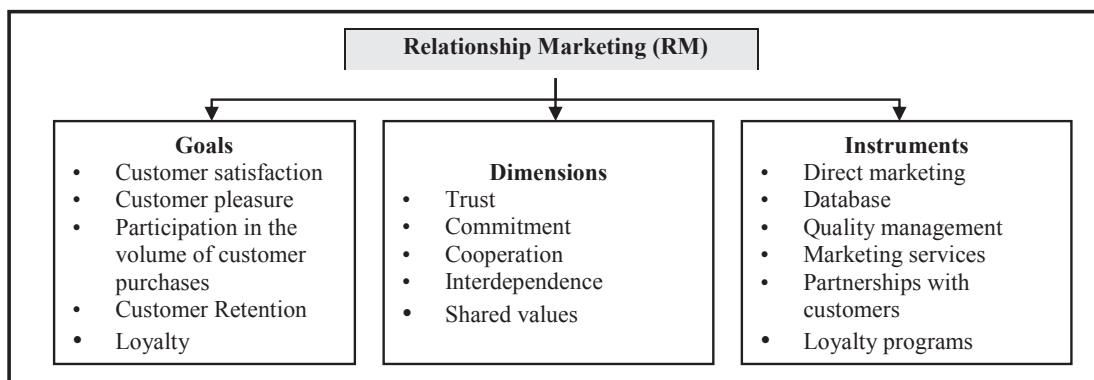 Relationship Marketing (RM)
Goals
• Customer satisfaction
• Customer pleasure
• Participation in the
volume of customer
purchases
• Customer Retention
• Loyalty
Dimensions
• Trust
• Commitment
• Cooperation
• Interdependence
• Shared values
Instruments
• Direct marketing
• Database
• Quality management
• Marketing services
• Partnerships with
customers
• Loyalty programs